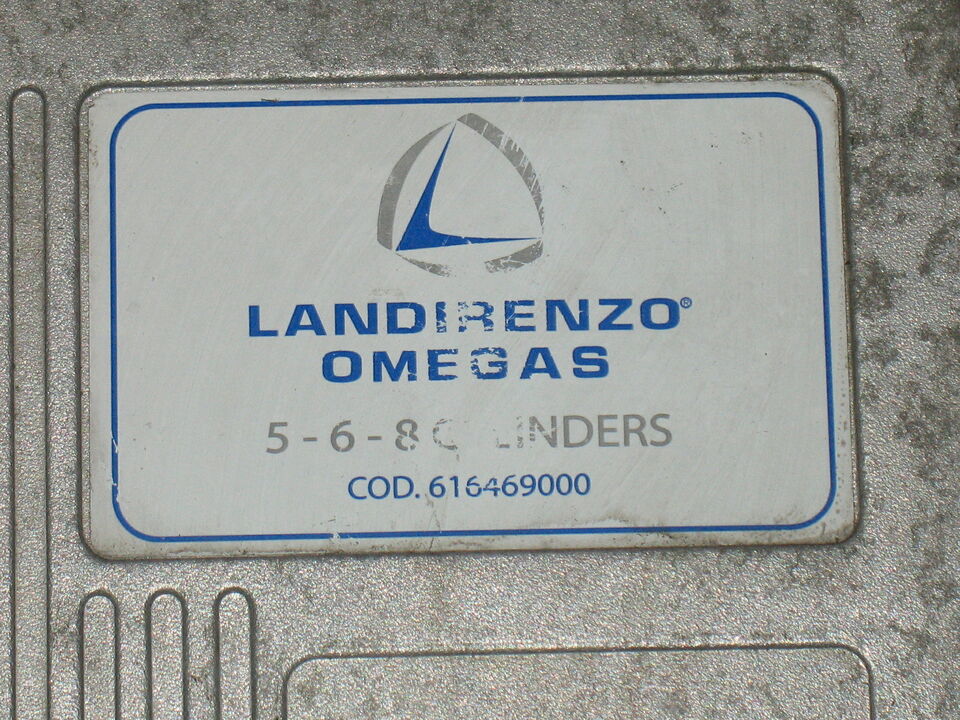 LANDIRENZO®
OMEGAS
5 - 6 - 8 CYLINDERS
COD. 616469000